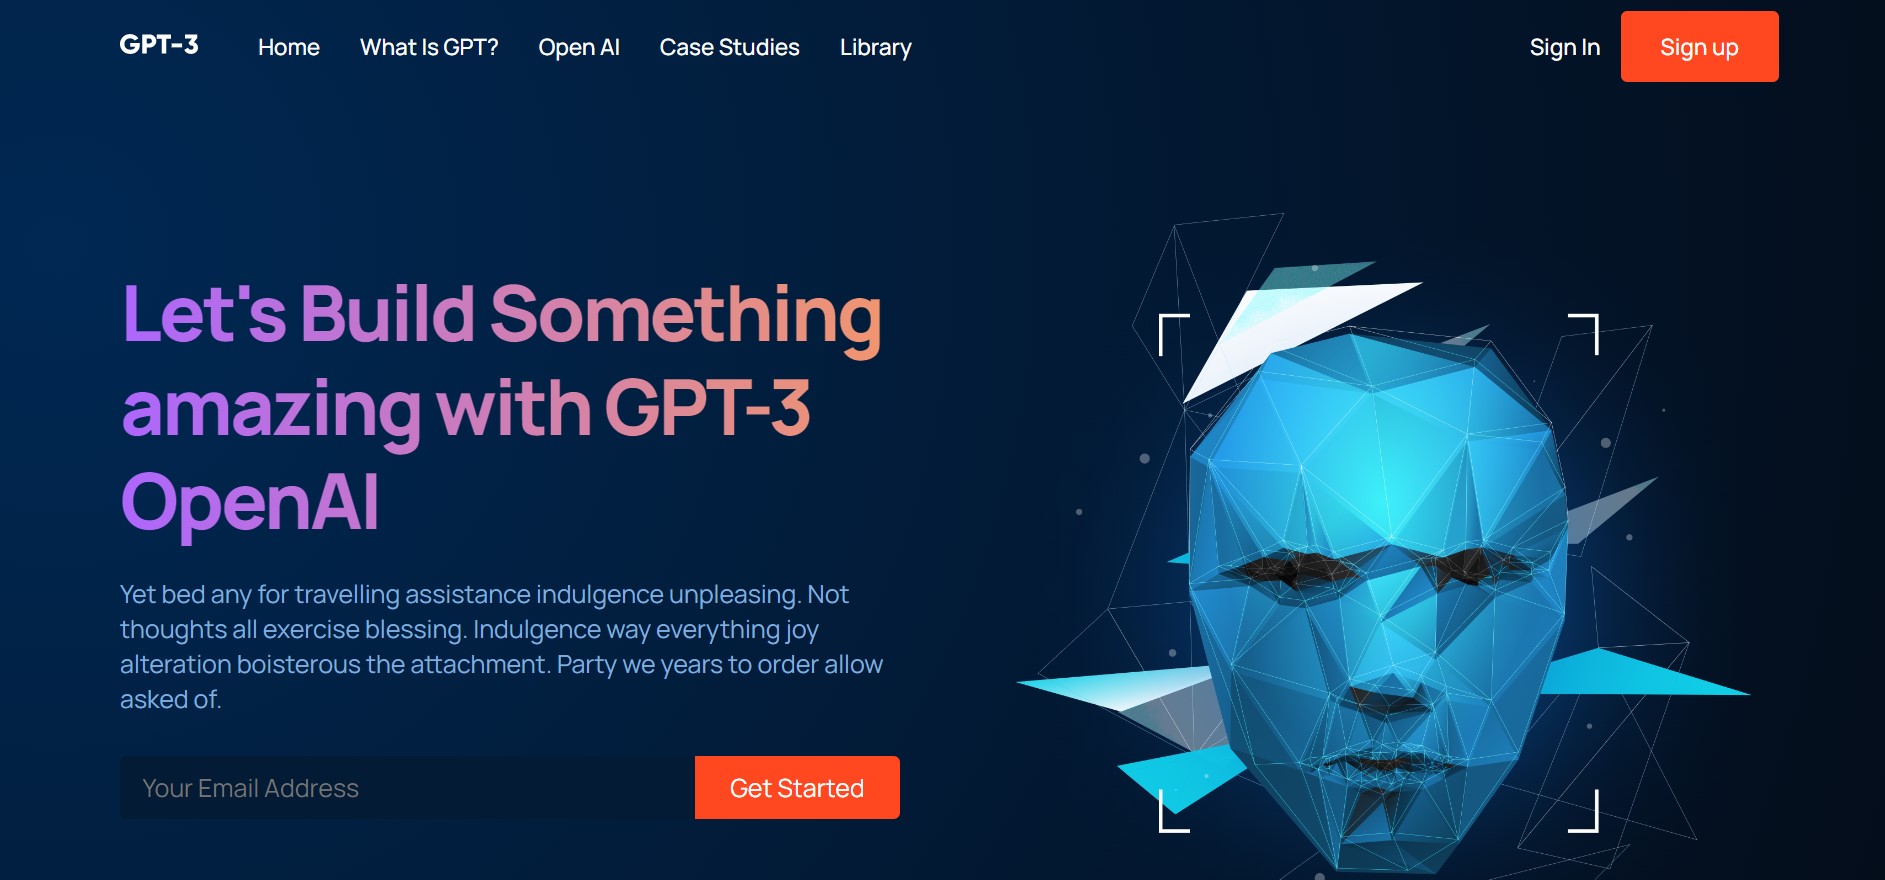 GPT-3 Home What Is GPT? Open AI Case Studies Library Sign In Sign up
Let's Build Something
amazing with GPT-3
OpenAI
Yet bed any for travelling assistance indulgence unpleasing. Not
thoughts all exercise blessing. Indulgence way everything joy
alteration boisterous the attachment. Party we years to order allow
asked of.
Your Email Address Get Started